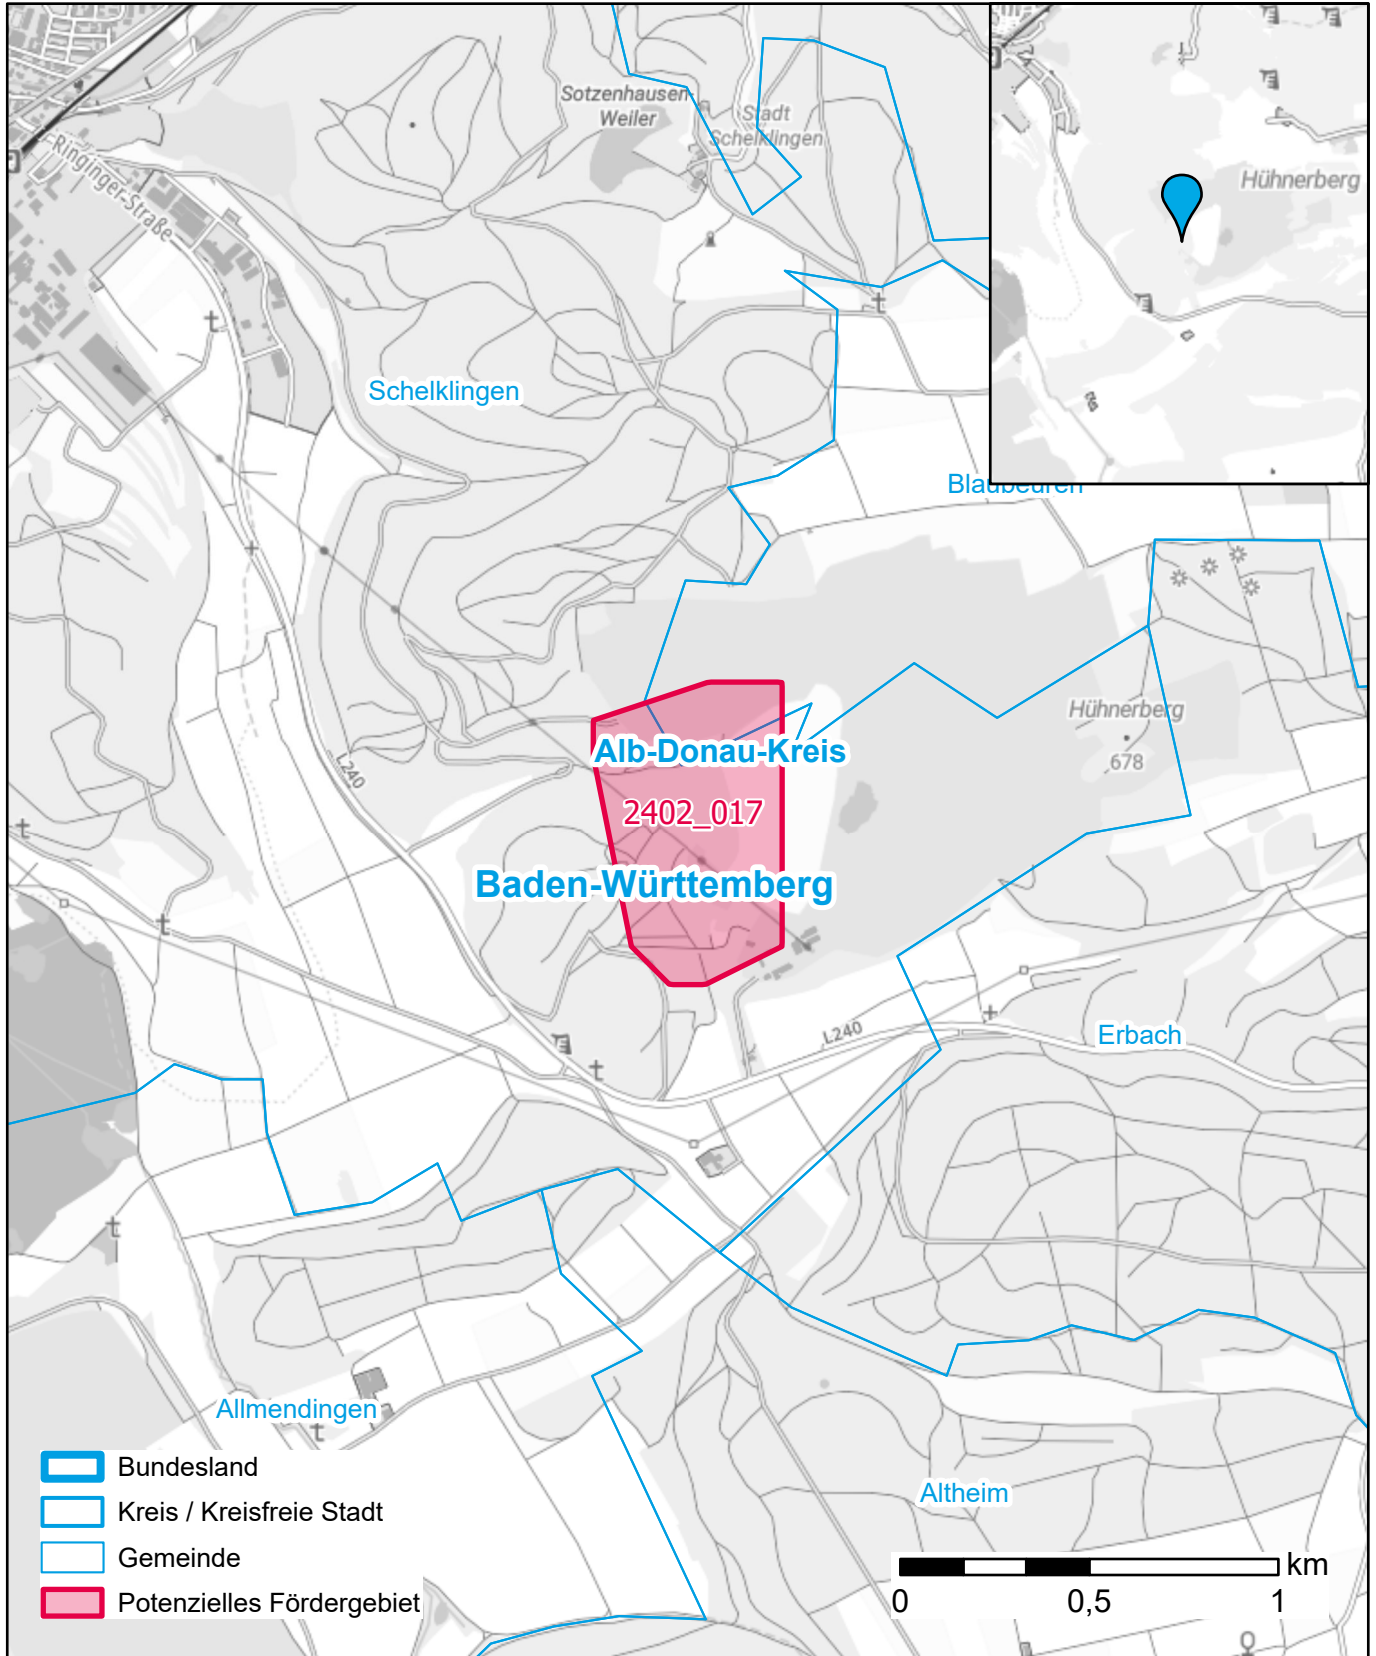 Sotzenhausen-
Weiler
Stadt
Schelklingen
Ringinger-Straße
Hühnerberg
Schelklingen
Blaubeuren
Hühnerberg
678
L240
Alb-Donau-Kreis
2402_017
Baden-Württemberg
L240
Erbach
Allmendingen
Altheim
Bundesland
Kreis / Kreisfreie Stadt
Gemeinde
Potenzielles Fördergebiet
km
0 0,5 1